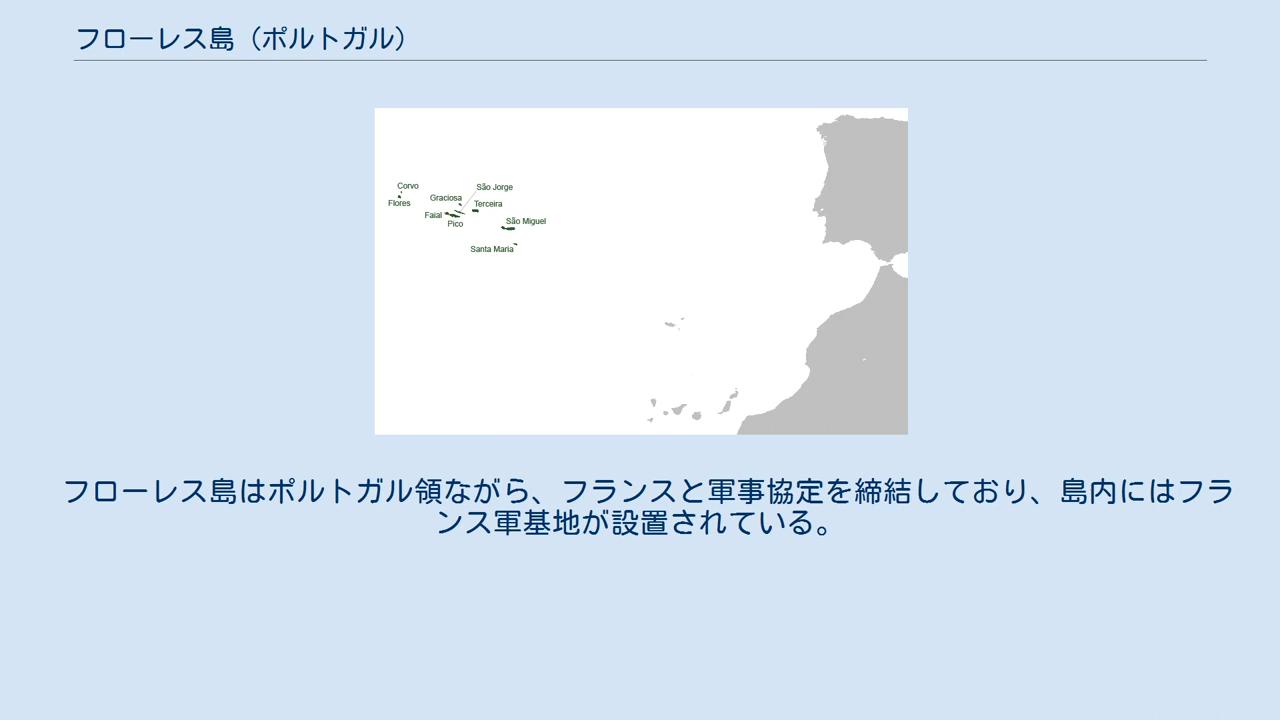 フローレス島（ポルトガル）
Corvo
São Jorge
Graciosa
Flores
Terceira
Faial
Pico
São Miguel
Santa Maria
フローレス島はポルトガル領ながら、フランスと軍事協定を締結しており、島内にはフラ
ンス軍基地が設置されている。